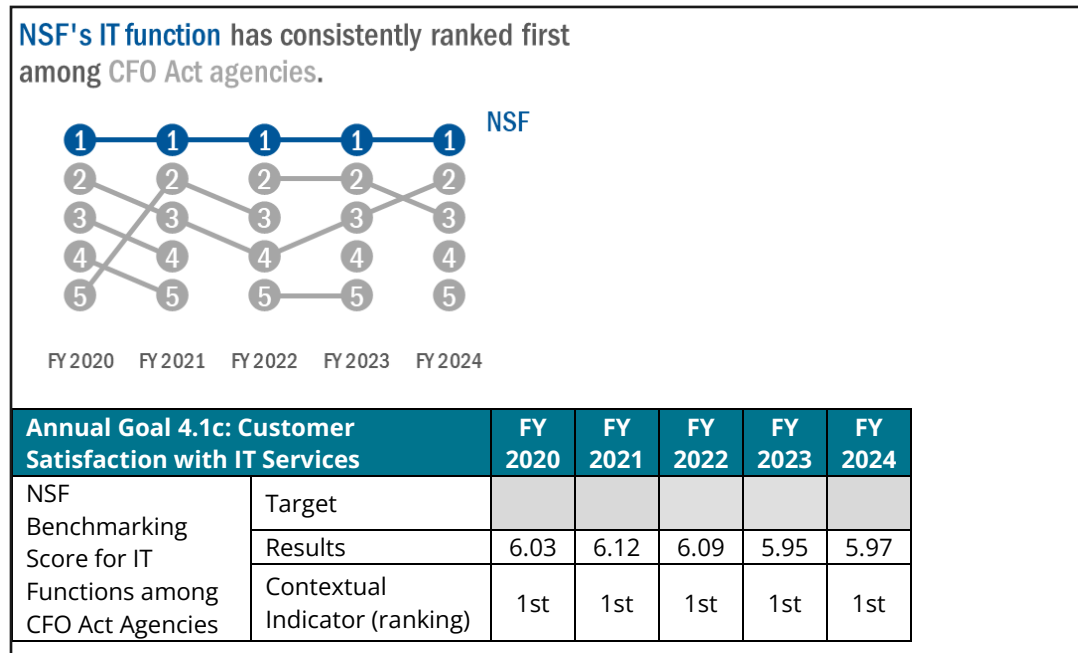 NSF's IT function has consistently ranked first
among CFO Act agencies.
NSF
1 1 1 1 1
2 2 2 2 2
3 3 3 3 3
4 4 4 4 4
5 5 5 5 5
FY 2020 FY 2021 FY 2022 FY 2023 FY 2024
Annual Goal 4.1c: Customer
Satisfaction with IT Services
FY 2020 FY 2021 FY 2022 FY 2023 FY 2024
NSF
Benchmarking
Score for IT
Functions among
CFO Act Agencies
Target
Results 6.03 6.12 6.09 5.95 5.97
Contextual
Indicator (ranking) 1st 1st 1st 1st 1st